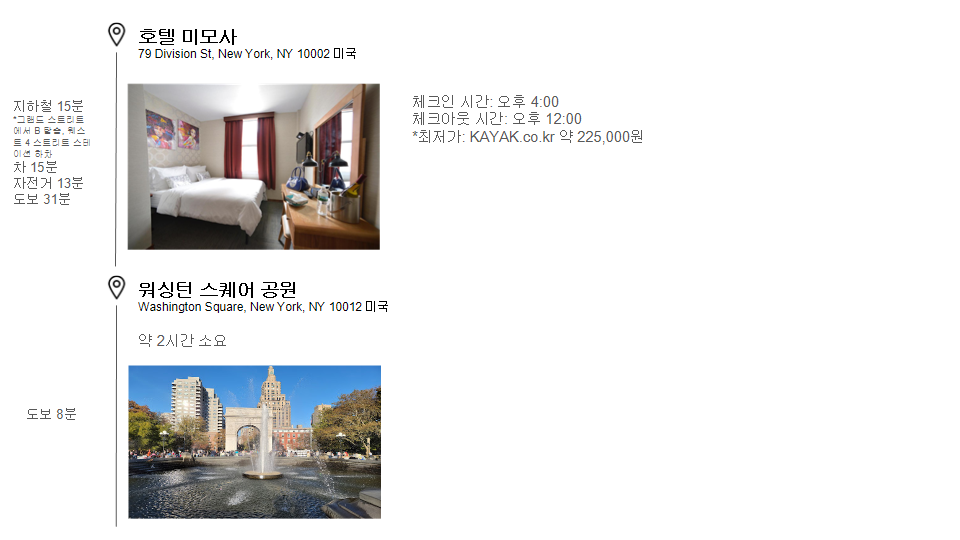 호텔 미모사
79 Division St, New York, NY 10002 미국
지하철 15분
*그랜드 스트리트
에서 B 탑승, 웨스
트 4 스트리트 스테
이션 하차
차 15분
자전거 13분
도보 31분
체크인 시간: 오후 4:00
체크아웃 시간: 오후 12:00
*최저가: KAYAK.co.kr 약 225,000원
워싱턴 스퀘어 공원
Washington Square, New York, NY 10012 미국
약 2시간 소요
도보 8분